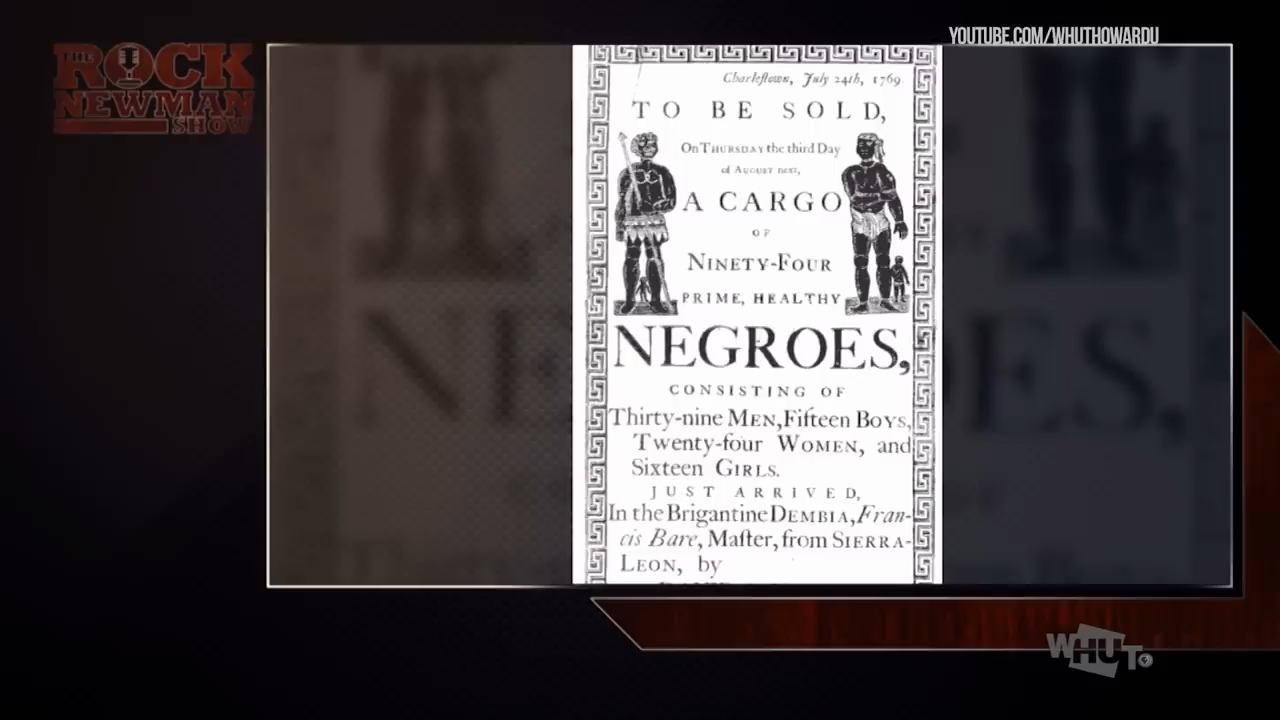 YOUTUBE.COM/WHUTHOWARDU
THE
ROCK
NEWMAN
SHOW
Charlestown, July 24th, 1769.
TO BE SOLD,
On THURSDAY the third Day
of AUGUST next,
A CARGO
OF
NINETY-FOUR
PRIME, HEALTHY
NEGROES,
CONSISTING OF
Thirty-nine MEN, Fifteen BOYS,
Twenty-four WOMEN, and
Sixteen GIRLS.
JUST ARRIVED,
In the Brigantine DEMBIA, Fran-
cis Bare, Maſter, from SIERRA-
LEON, by
WHUT